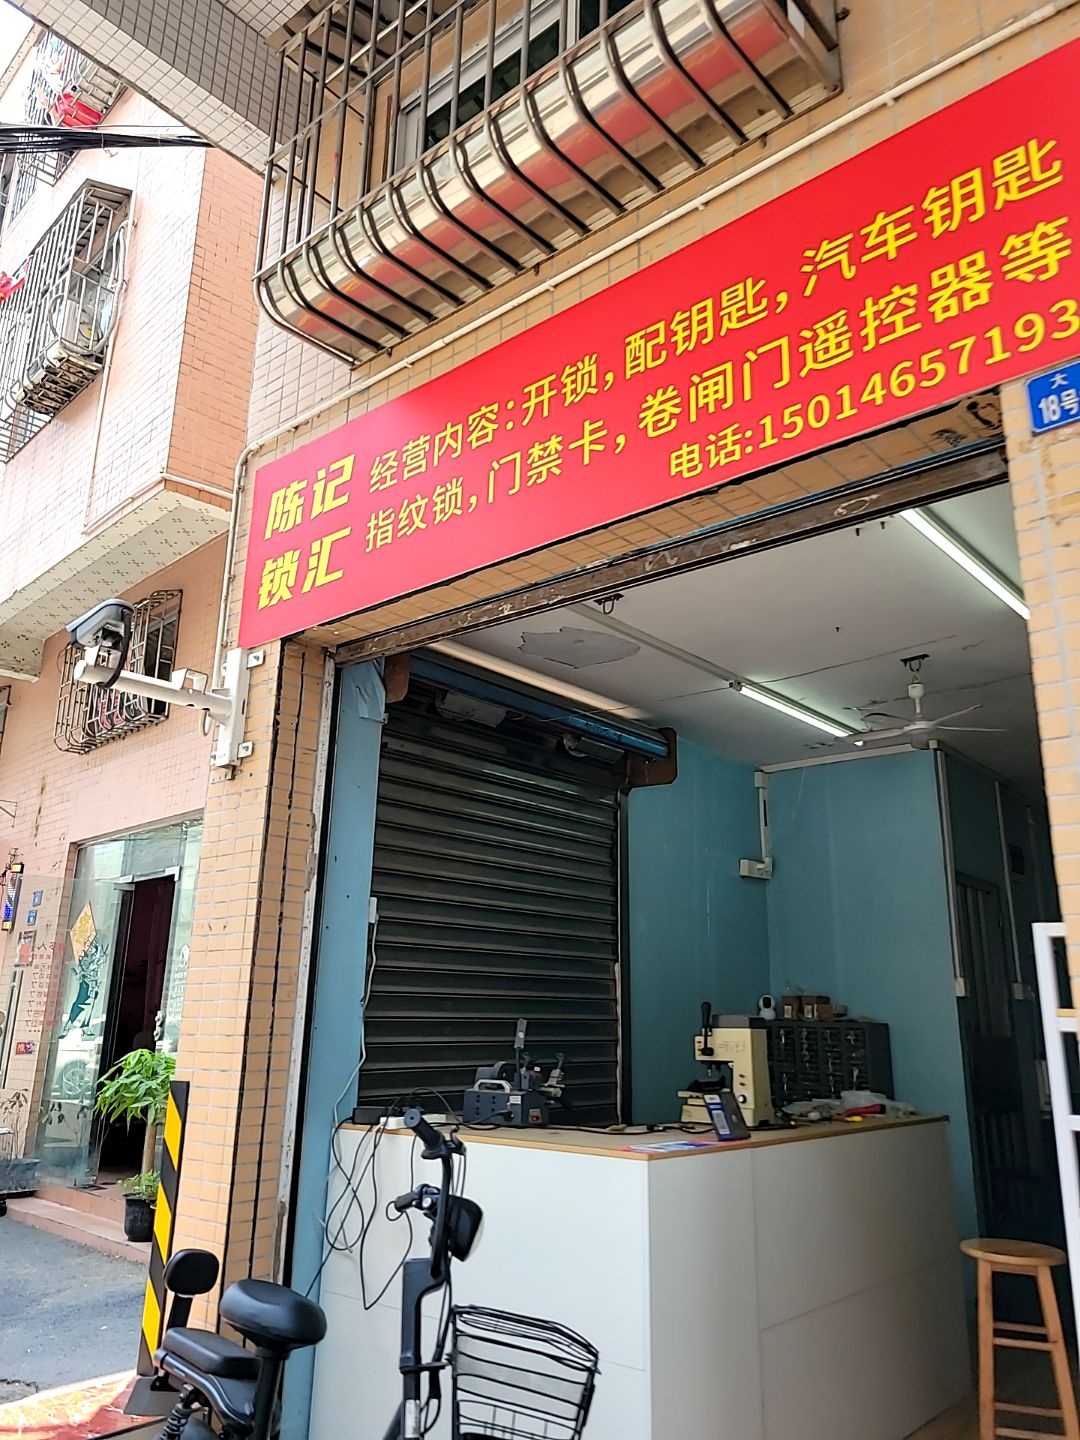 陈记
锁汇
经营内容:开锁,配钥匙,汽车钥匙
指纹锁,门禁卡,卷闸门遥控器等
电话:15014657193
大
18号